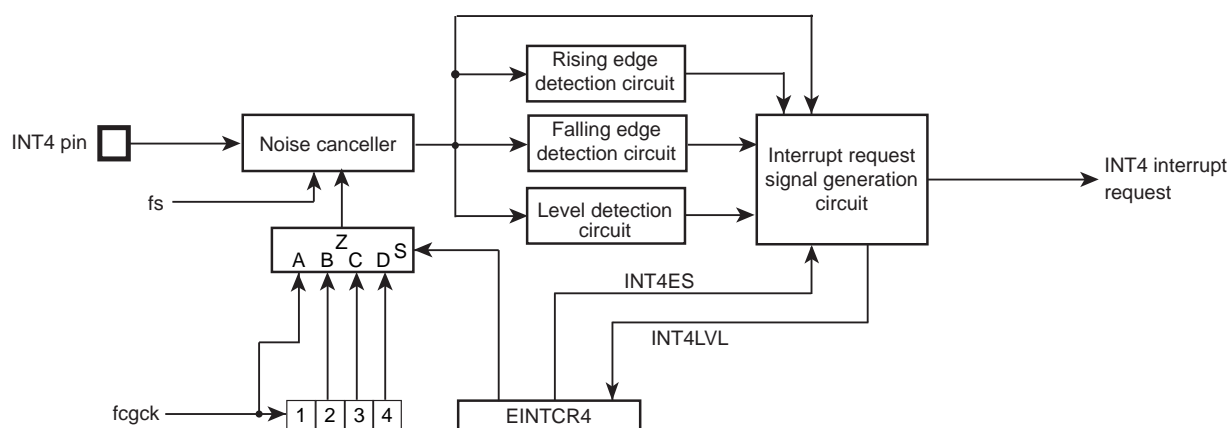 Rising edge
detection circuit
INT4 pin
Noise canceller
Falling edge
detection circuit
Interrupt request
signal generation
circuit
INT4 interrupt
request
fs
Level detection
circuit
Z
S
A B C D
INT4ES
INT4LVL
fcgck
1 2 3 4
EINTCR4